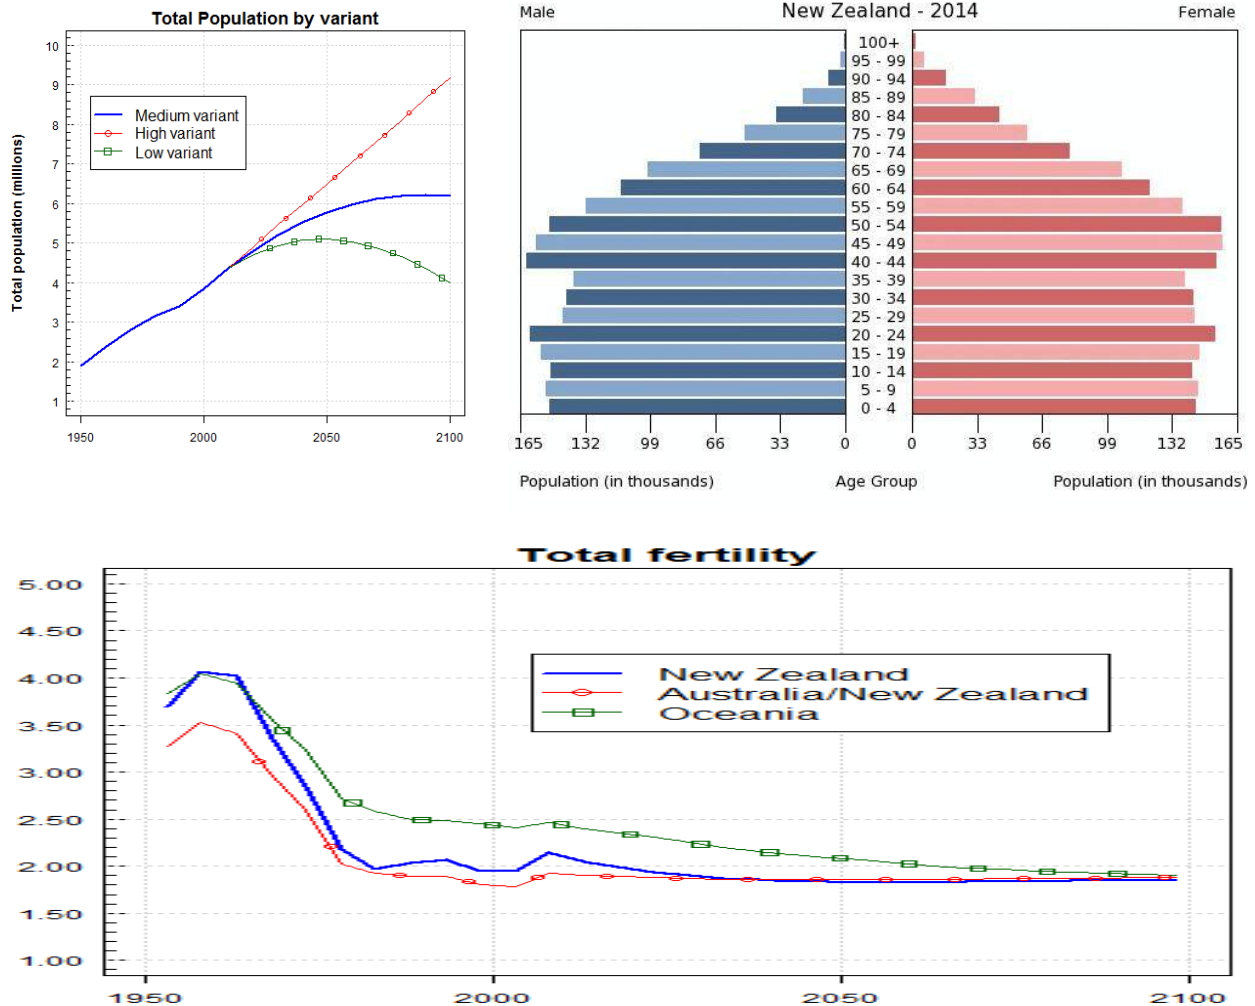 Total Population by variant
Total population (millions)
10
9
8
7
6
5
4
3
2
1
Medium variant
High variant
Low variant
1950 2000 2050 2100
Male New Zealand - 2014 Female
100+
95 - 99
90 - 94
85 - 89
80 - 84
75 - 79
70 - 74
65 - 69
60 - 64
55 - 59
50 - 54
45 - 49
40 - 44
35 - 39
30 - 34
25 - 29
20 - 24
15 - 19
10 - 14
5 - 9
0 - 4
165 132 99 66 33 0 0 33 66 99 132 165
Population (in thousands) Age Group Population (in thousands)
Total fertility
5.00
4.50
4.00
3.50
3.00
2.50
2.00
1.50
1.00
New Zealand
Australia/New Zealand
Oceania
1950 2000 2050 2100